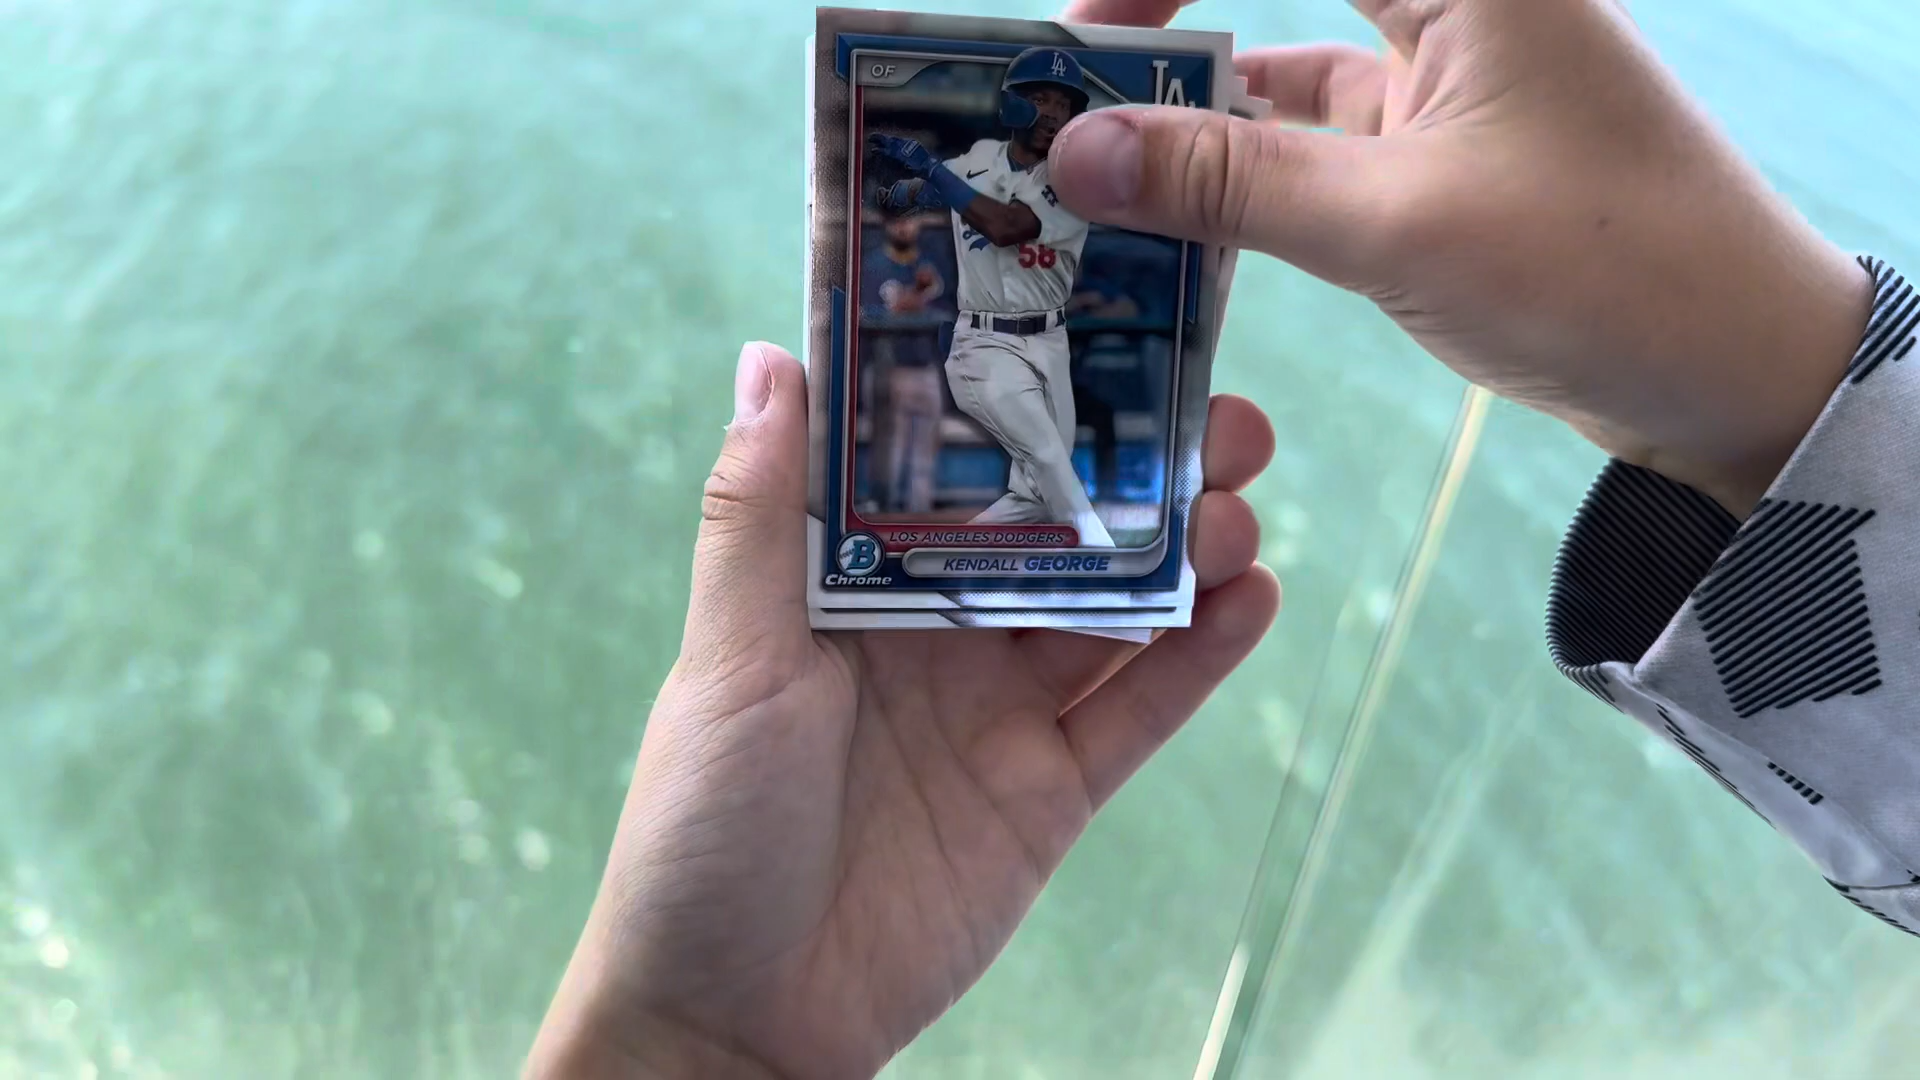 OF
LA
LA
58
LOS ANGELES DODGERS
B
KENDALL GEORGE
Chrome